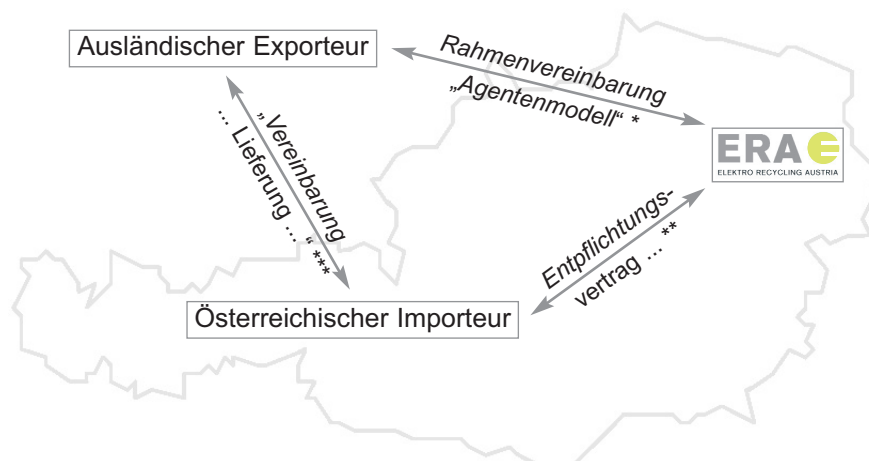 Ausländischer Exporteur
Rahmenvereinbarung
„Agentenmodell“ *
ERA
ELEKTRO RECYCLING AUSTRIA
„Vereinbarung
… Lieferung … “ ***
Entpflichtungs-
vertrag … **
Österreichischer Importeur